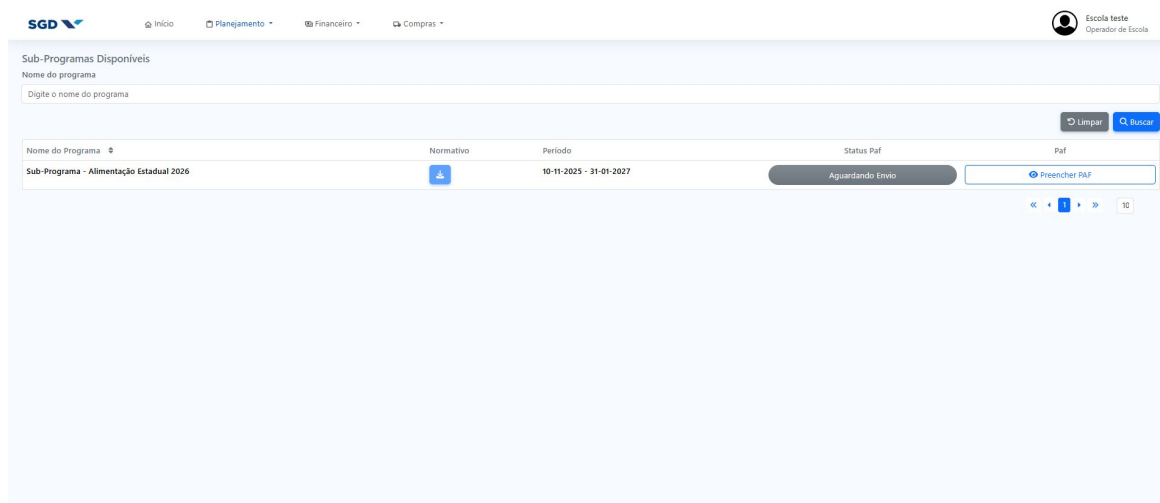 SGD Início Planejamento Financeiro Compras Escola teste
Operador de Escola
Sub-Programas Disponíveis
Nome do programa
Digite o nome do programa
Limpar Buscar
Nome do Programa Normativo Período Status Paf Paf
Sub-Programa - Alimentação Estadual 2026 10-11-2025 - 31-01-2027 Aguardando Envio Preencher PAF
« 1 » 10